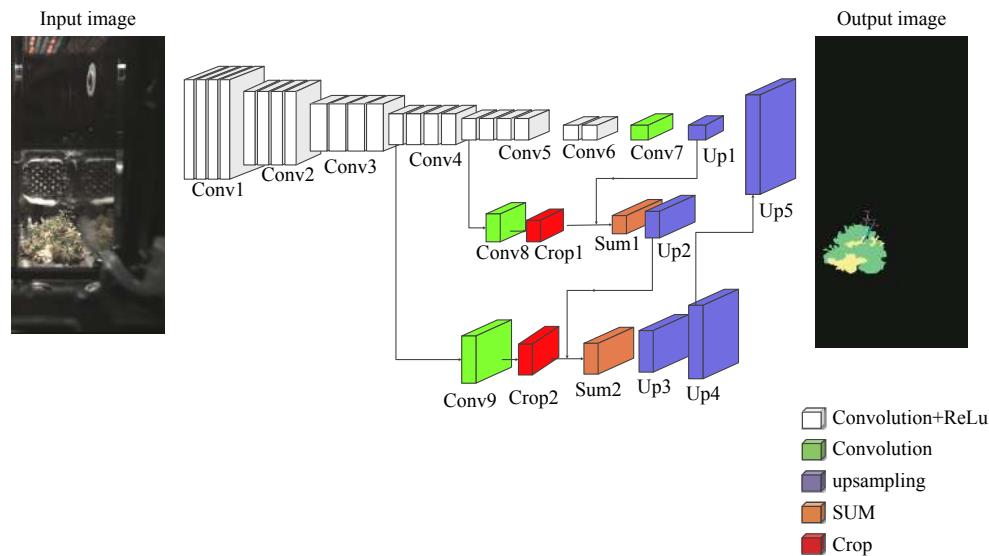 Input image
Output image
Conv1
Conv2
Conv3
Conv4
Conv5
Conv6
Conv7
Up1
Up5
Conv8
Crop1
Sum1
Up2
Conv9
Crop2
Sum2
Up3
Up4
Convolution+ReLu
Convolution
upsampling
SUM
Crop